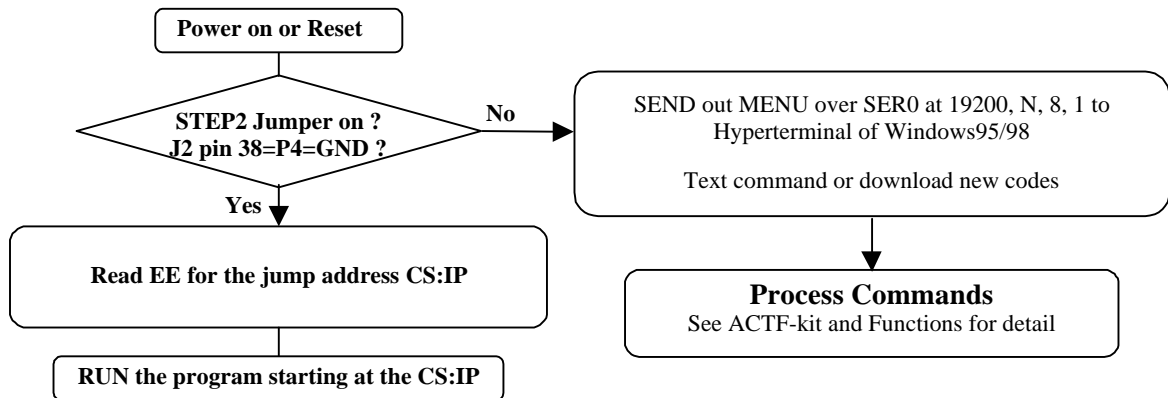 Power on or Reset
STEP2 Jumper on ?
J2 pin 38=P4=GND ?
No
Yes
SEND out MENU over SER0 at 19200, N, 8, 1 to
Hyperterminal of Windows95/98
Text command or download new codes
Read EE for the jump address CS:IP
Process Commands
See ACTF-kit and Functions for detail
RUN the program starting at the CS:IP